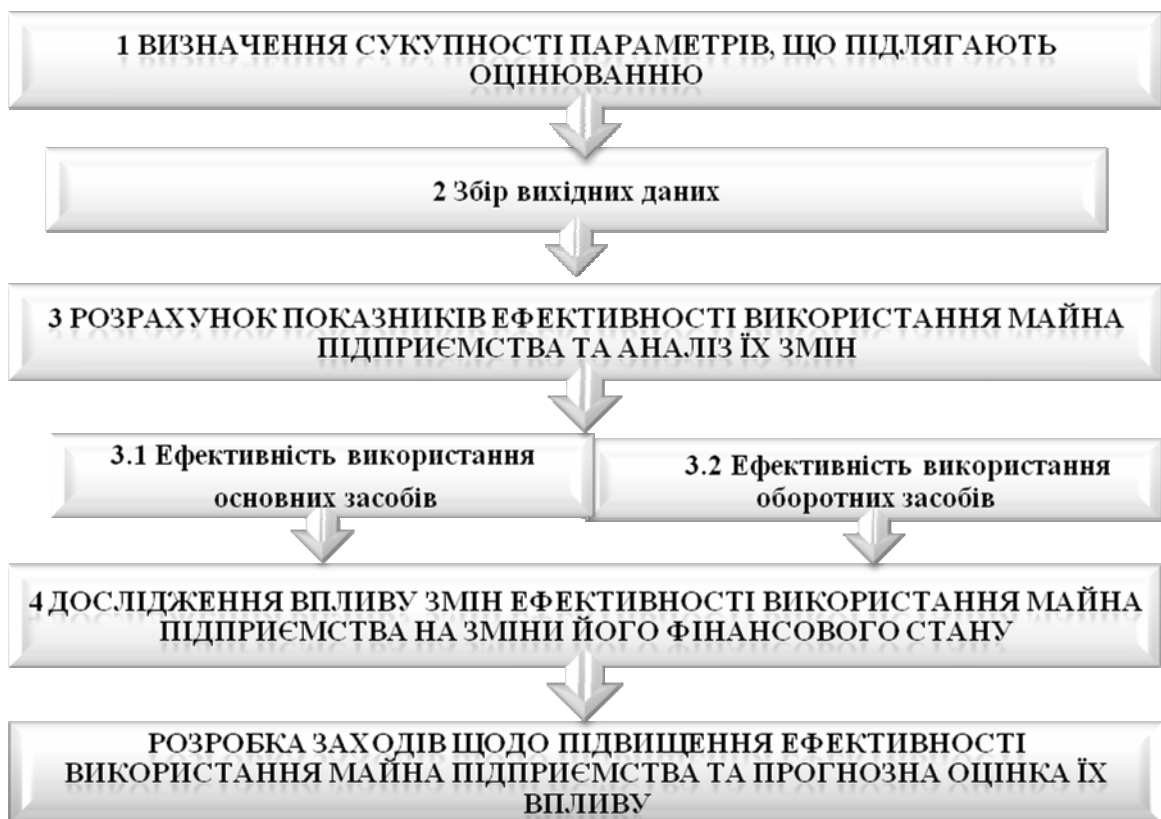 1 ВИЗНАЧЕННЯ СУКУПНОСТІ ПАРАМЕТРІВ, ЩО ПІДЛЯГАЮТЬ
ОЦІНЮВАННЮ
2 Збір вихідних даних
3 РОЗРАХУНОК ПОКАЗНИКІВ ЕФЕКТИВНОСТІ ВИКОРИСТАННЯ МАЙНА
ПІДПРИЄМСТВА ТА АНАЛІЗ ЇХ ЗМІН
3.1 Ефективність використання
основних засобів
3.2 Ефективність використання
оборотних засобів
4 ДОСЛІДЖЕННЯ ВПЛИВУ ЗМІН ЕФЕКТИВНОСТІ ВИКОРИСТАННЯ МАЙНА
ПІДПРИЄМСТВА НА ЗМІНИ ЙОГО ФІНАНСОВОГО СТАНУ
РОЗРОБКА ЗАХОДІВ ЩОДО ПІДВИЩЕННЯ ЕФЕКТИВНОСТІ
ВИКОРИСТАННЯ МАЙНА ПІДПРИЄМСТВА ТА ПРОГНОЗНА ОЦІНКА ЇХ
ВПЛИВУ